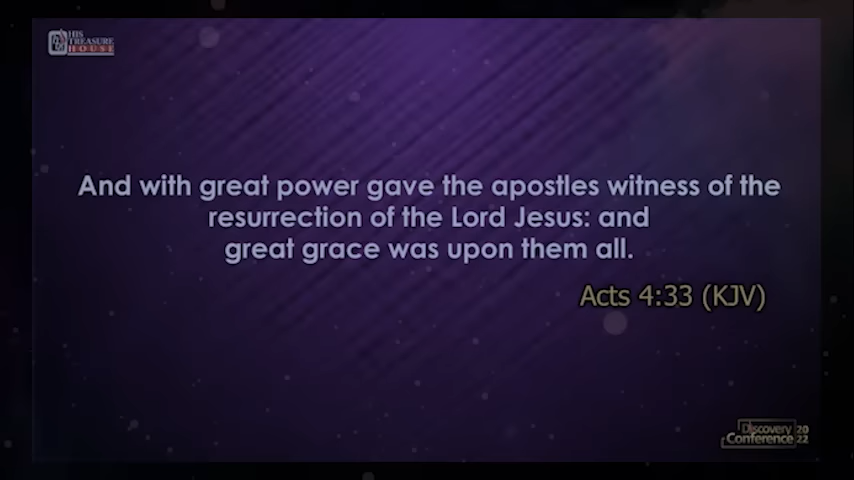 HIS
TREASURE
HOUSE
And with great power gave the apostles witness of the
resurrection of the Lord Jesus: and
great grace was upon them all.
Acts 4:33 (KJV)
Discovery 20
Conference 22